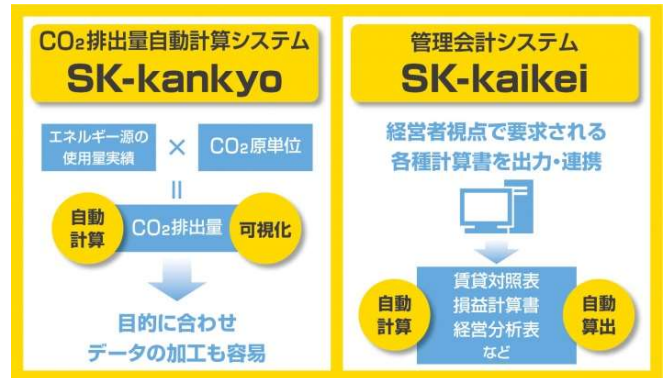 CO₂排出量自動計算システム
SK-kankyo
エネルギー源の
使用量実績
×
CO₂原単位
=
自動
計算
CO₂排出量
可視化
目的に合わせ
データの加工も容易
管理会計システム
SK-kaikei
経営者視点で要求される
各種計算書を出力・連携
自動
計算
賃貸対照表
損益計算書
経営分析表
など
自動
算出